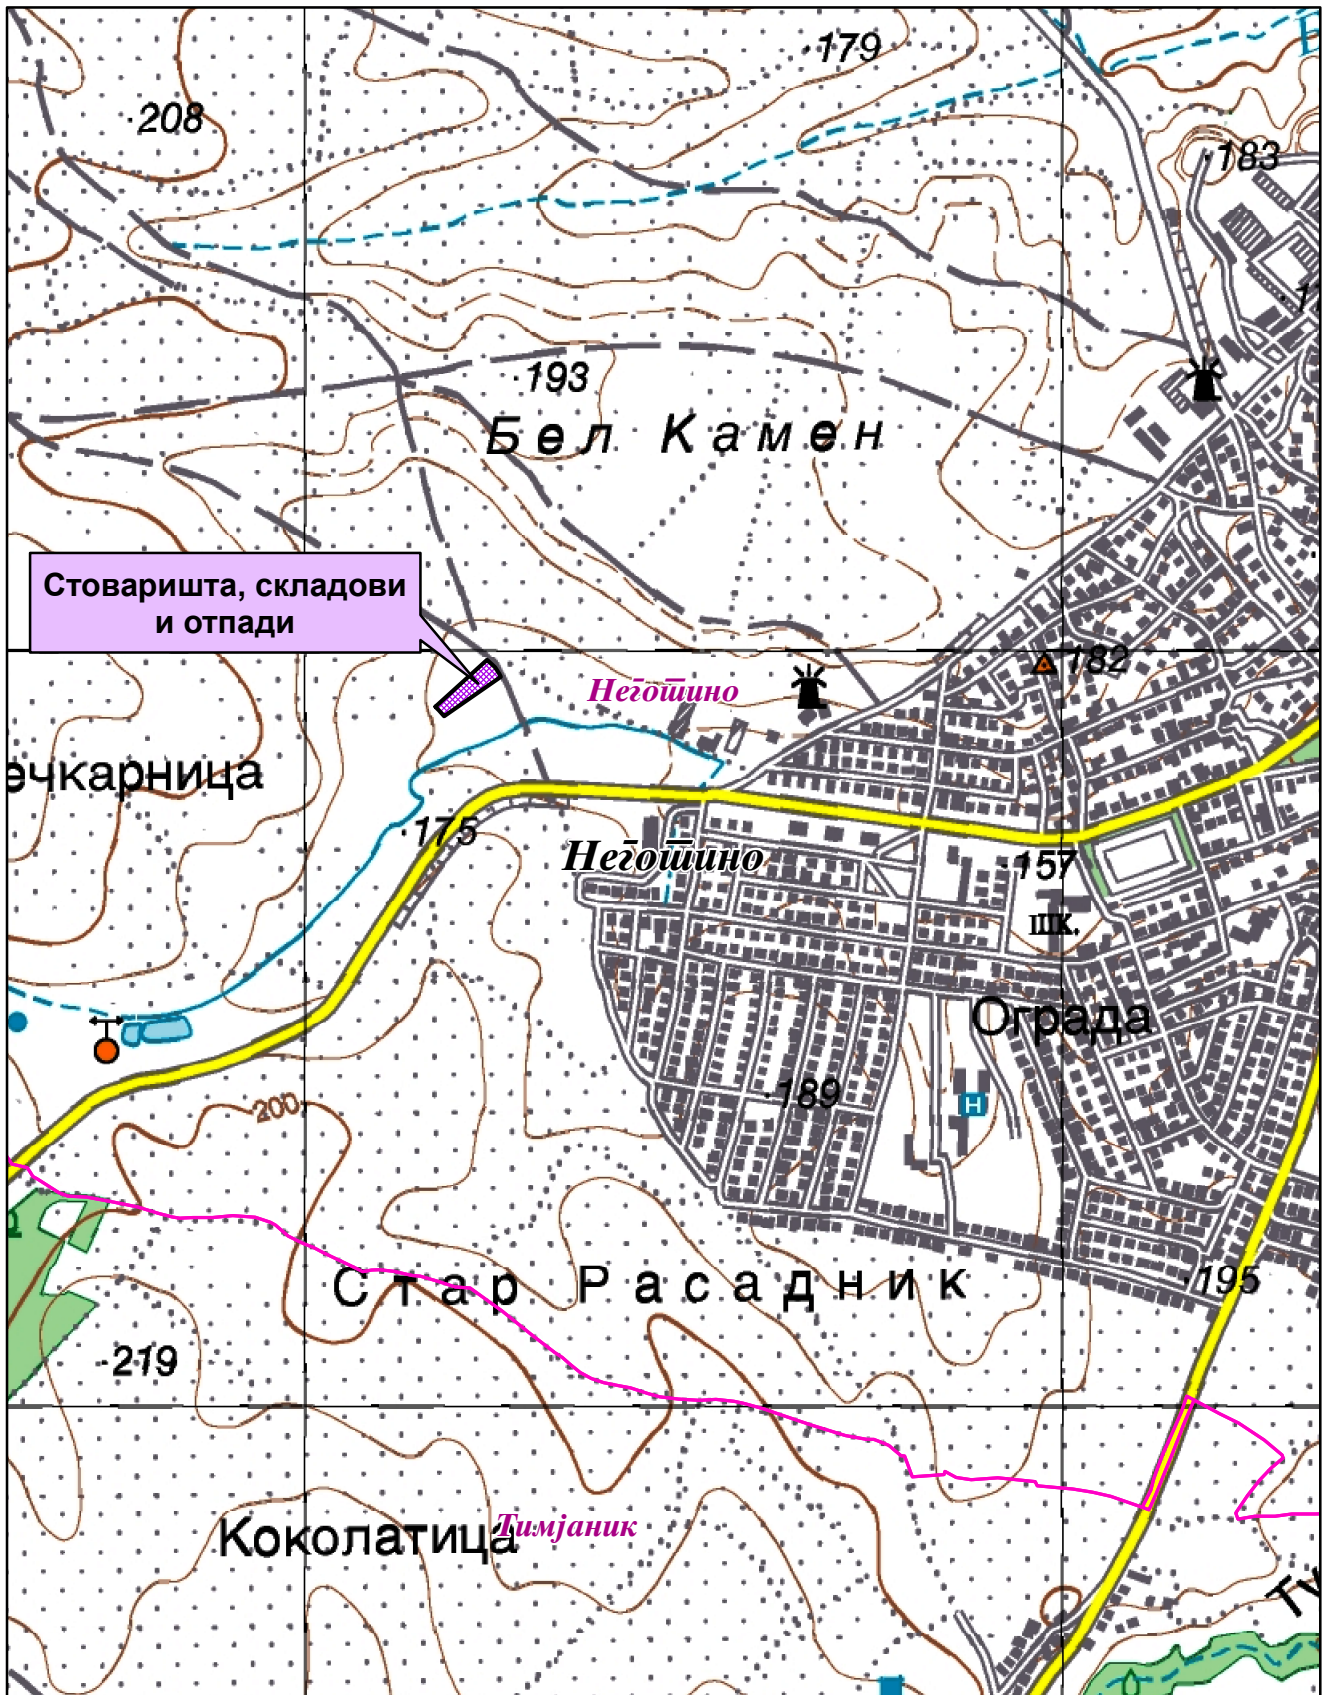 179
208
183
193
Бел Камен
Стоваришта, складови
и отпади
182
Неготино
ечкарница
175
Неготино
157
шк.
Ограда
189
Н
200
Стар Расадник
195
219
Коколатица
Тимјаник